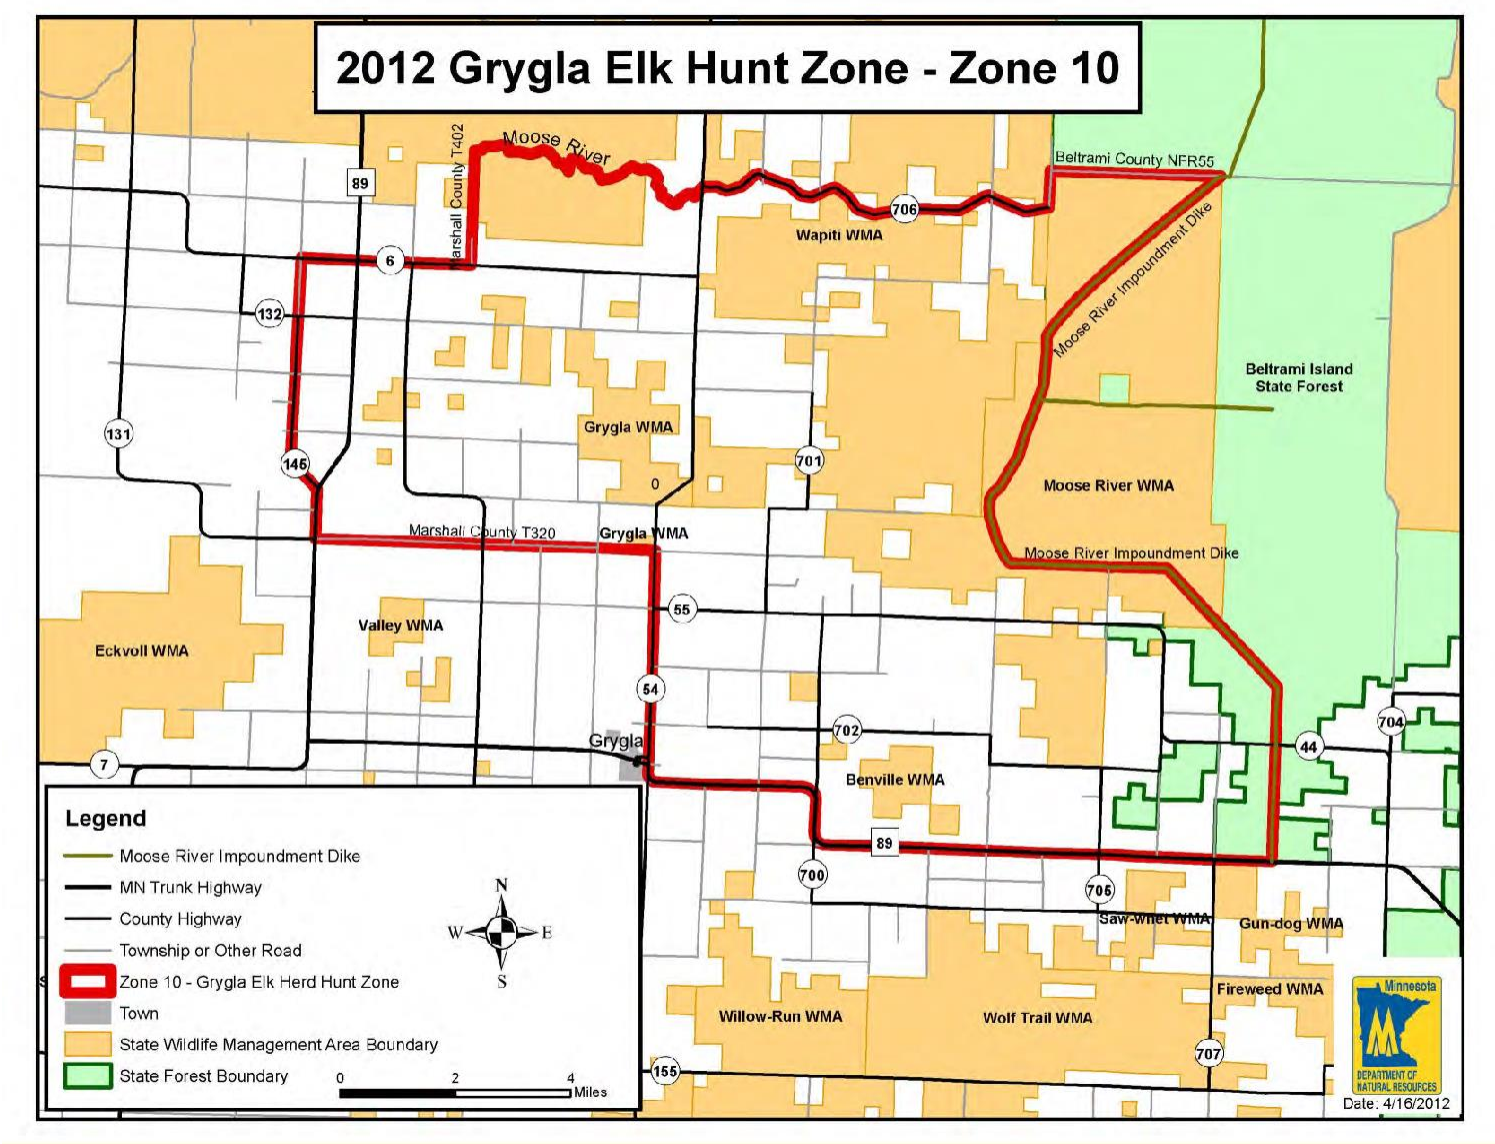 2012 Grygla Elk Hunt Zone - Zone 10
Moose River
Marshall County T402
89
Beltrami County NFR55
706
Wapiti WMA
6
Moose River Impoundment Dike
132
Beltrami Island
State Forest
131
Grygla WMA
145
701
0
Moose River WMA
Marshall County T320
Grygla WMA
Moose River Impoundment Dike
55
Valley WMA
Eckvoll WMA
54
704
702
44
Grygla
7
Benville WMA
89
700
705
Saw-whet WMA
Gun-dog WMA
Fireweed WMA
Willow-Run WMA
Wolf Trail WMA
707
155
Legend
Moose River Impoundment Dike
MN Trunk Highway
County Highway
Township or Other Road
Zone 10 - Grygla Elk Herd Hunt Zone
Town
State Wildlife Management Area Boundary
State Forest Boundary
N
W E
S
0 2 4
Miles
Minnesota
DEPARTMENT OF
NATURAL RESOURCES
Date: 4/16/2012